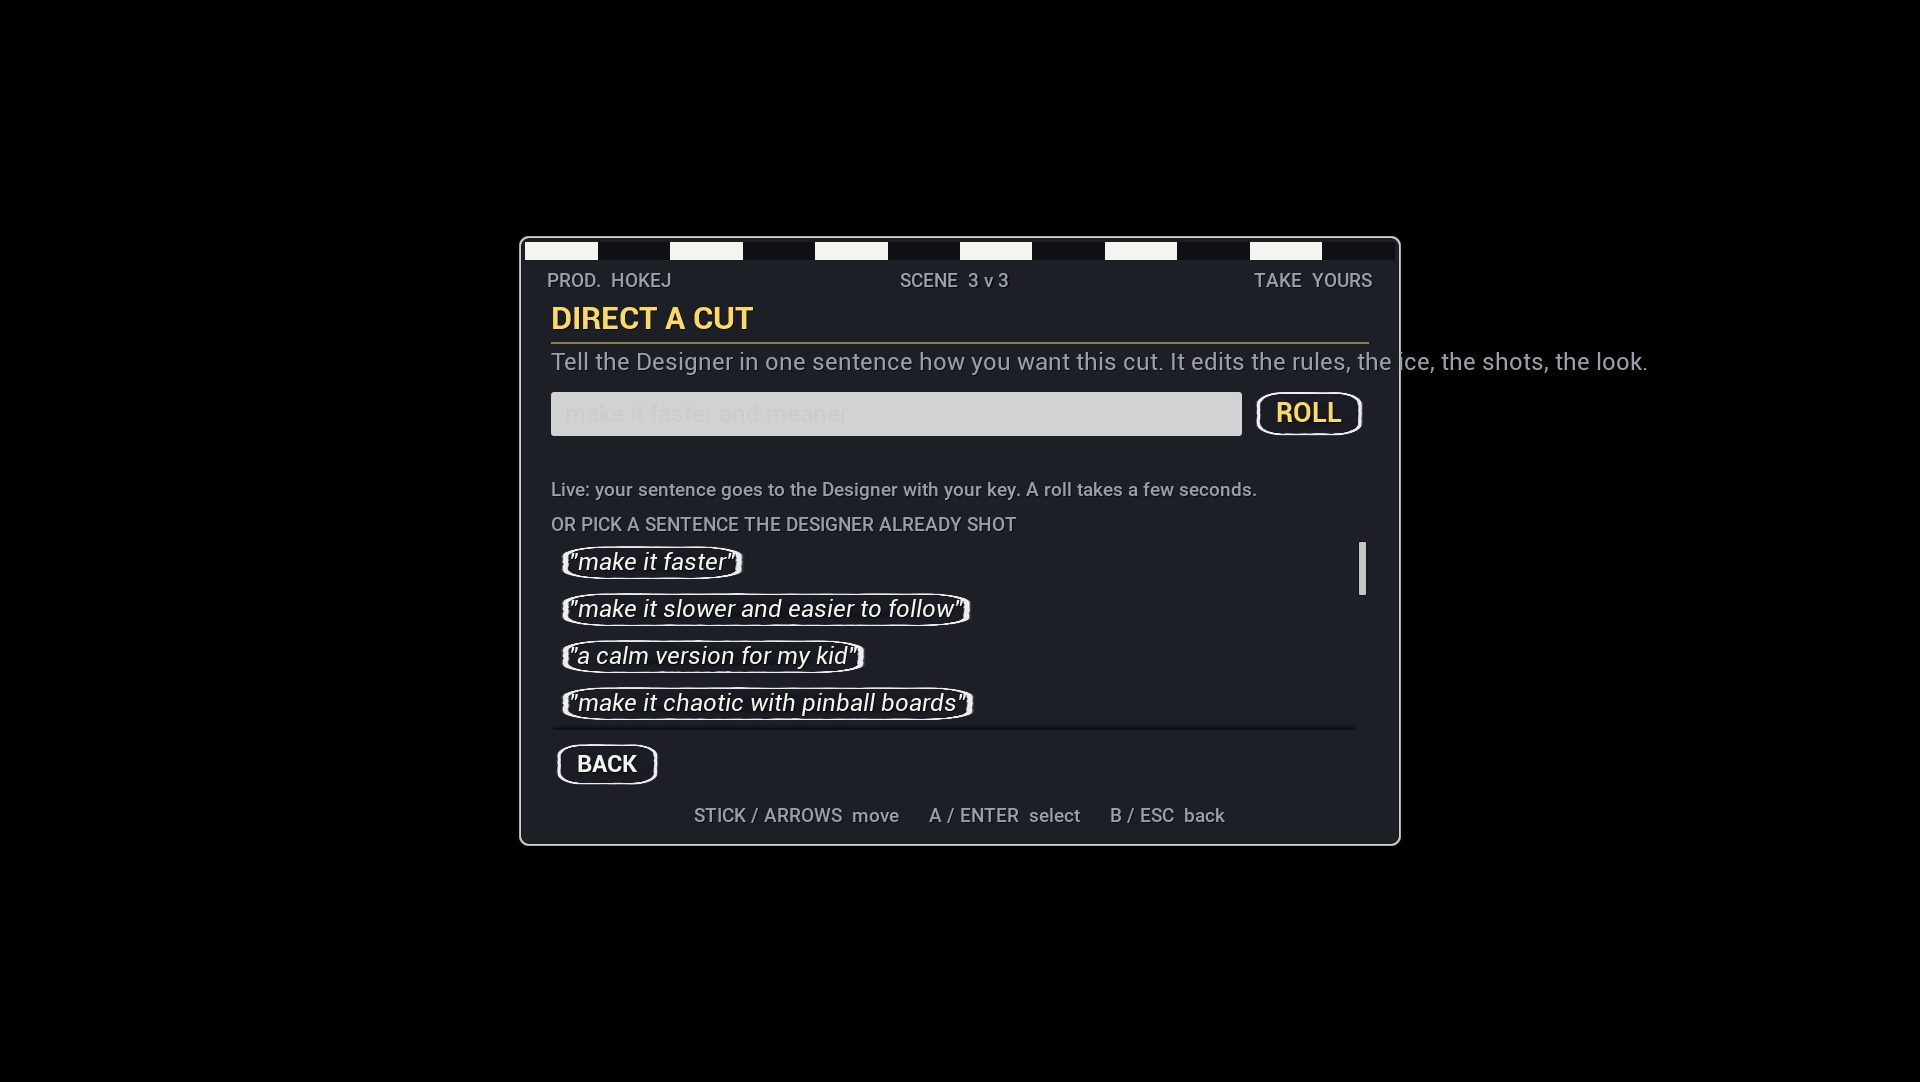 PROD. HOKEJ SCENE 3 v 3 TAKE YOURS
DIRECT A CUT
Tell the Designer in one sentence how you want this cut. It edits the rules, the ice, the shots, the look.
make it faster and meaner ROLL
Live: your sentence goes to the Designer with your key. A roll takes a few seconds.
OR PICK A SENTENCE THE DESIGNER ALREADY SHOT
"make it faster"
"make it slower and easier to follow"
"a calm version for my kid"
"make it chaotic with pinball boards"
BACK
STICK / ARROWS move A / ENTER select B / ESC back